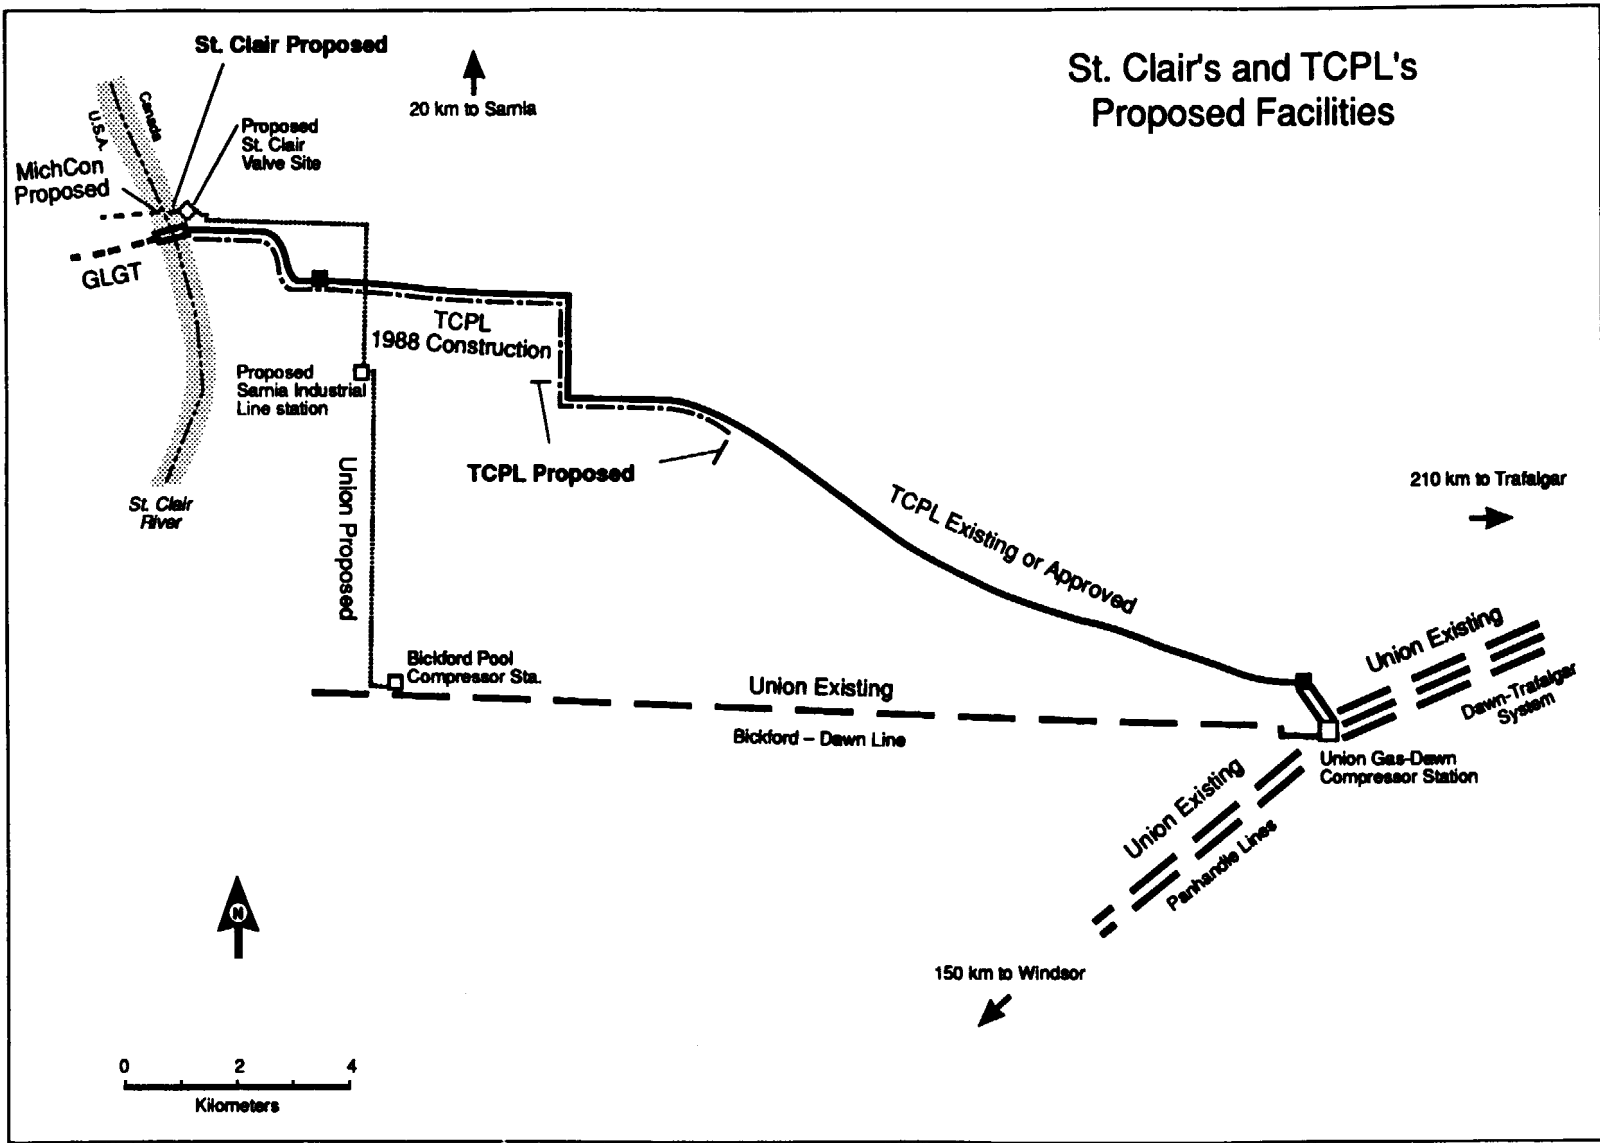 St. Clair's and TCPL's
Proposed Facilities
St. Clair Proposed
20 km to Sarnia
Canada
U.S.A.
Proposed
St. Clair
Valve Site
MichCon
Proposed
GLGT
TCPL
1988 Construction
Proposed
Sarnia Industrial
Line station
TCPL Proposed
Union Proposed
St. Clair
River
TCPL Existing or Approved
210 km to Trafalgar
Union Existing
Dawn-Trafalgar
System
Bickford Pool
Compressor Sta.
Union Existing
Bickford – Dawn Line
Union Gas-Dawn
Compressor Station
Union Existing
Panhandle Lines
150 km to Windsor
N
0 2 4
Kilometers